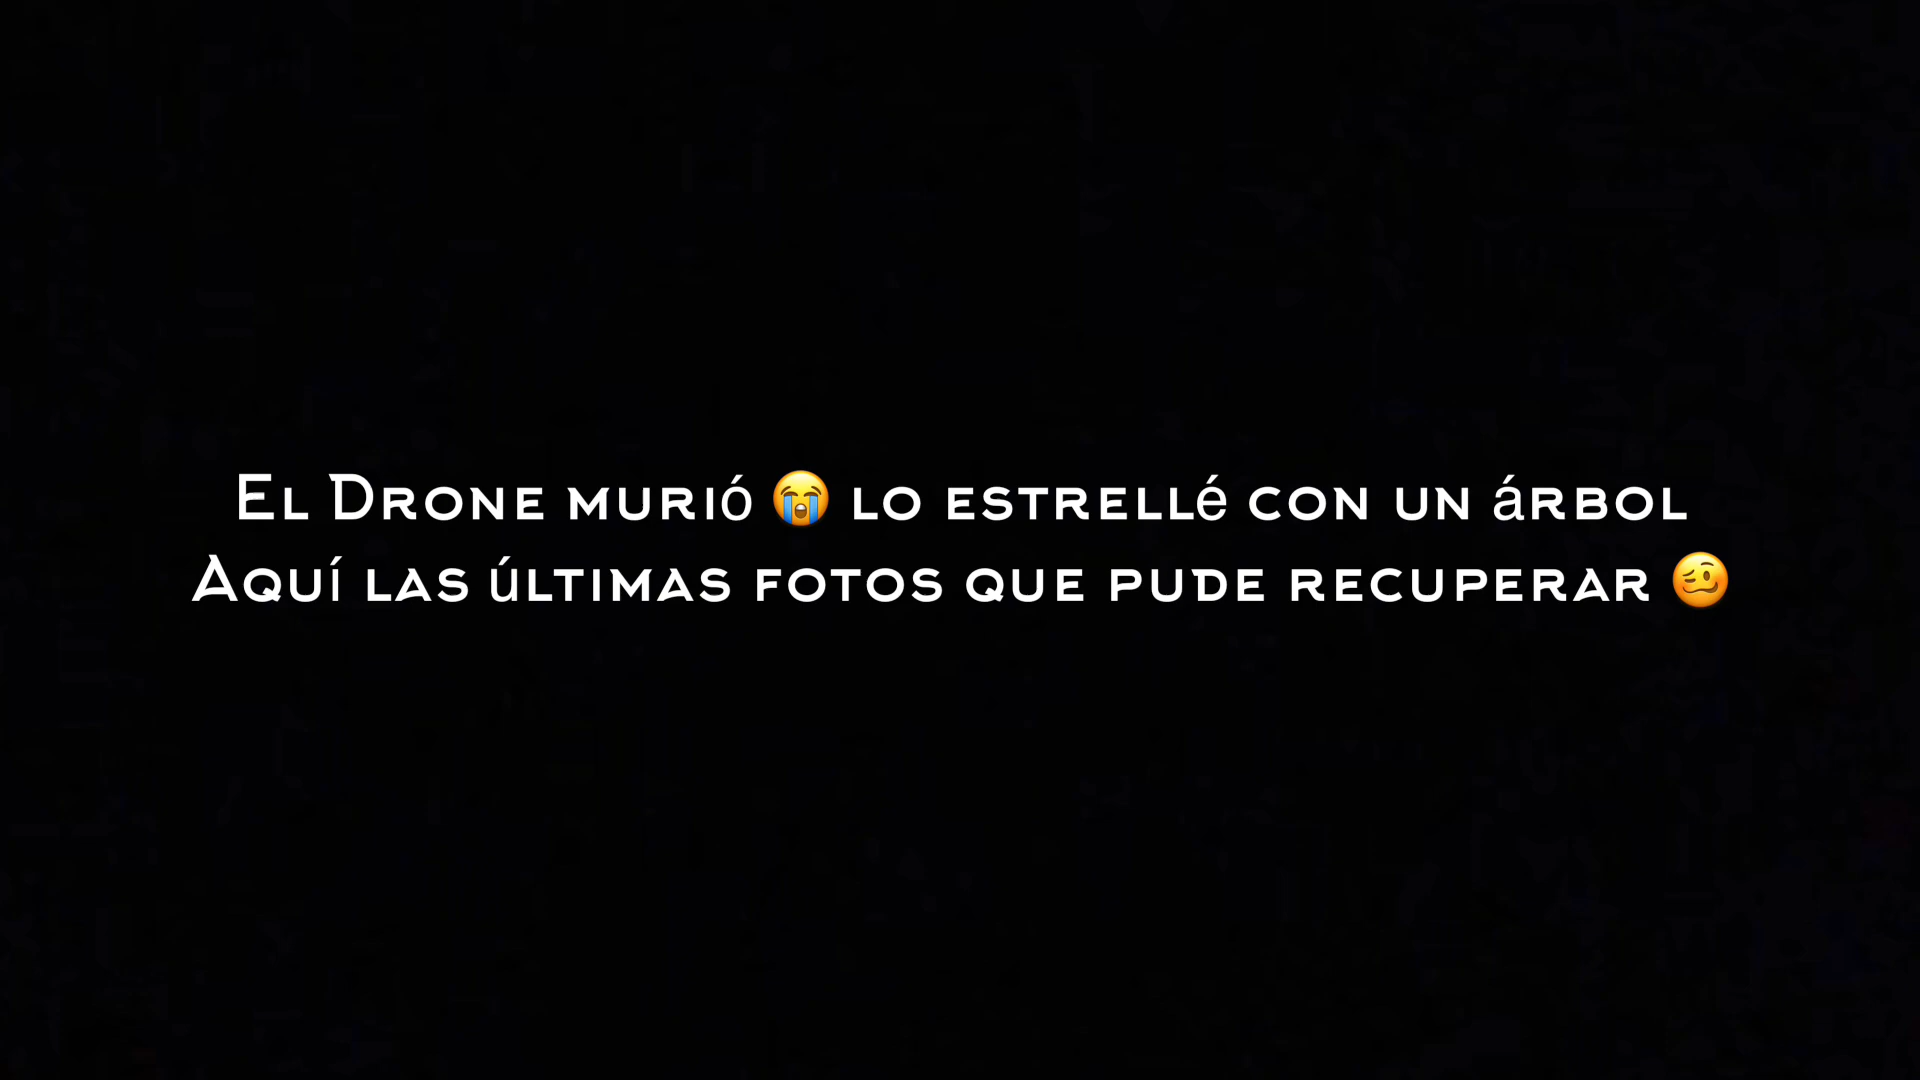 El Drone murió 😭 lo estrellé con un árbol
Aquí las últimas fotos que pude recuperar 🥴